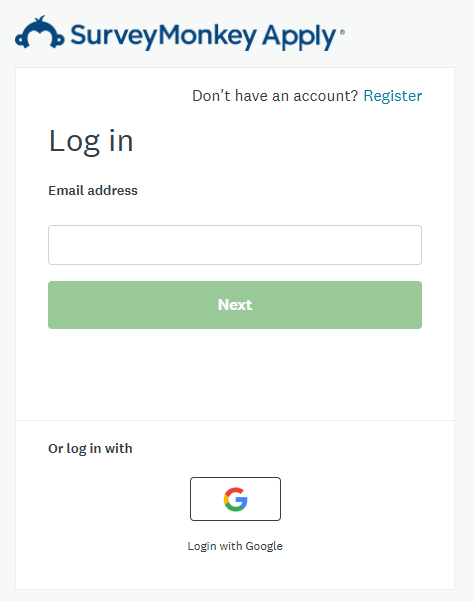 SurveyMonkey Apply®
Don't have an account? Register
Log in
Email address
Next
Or log in with
Login with Google